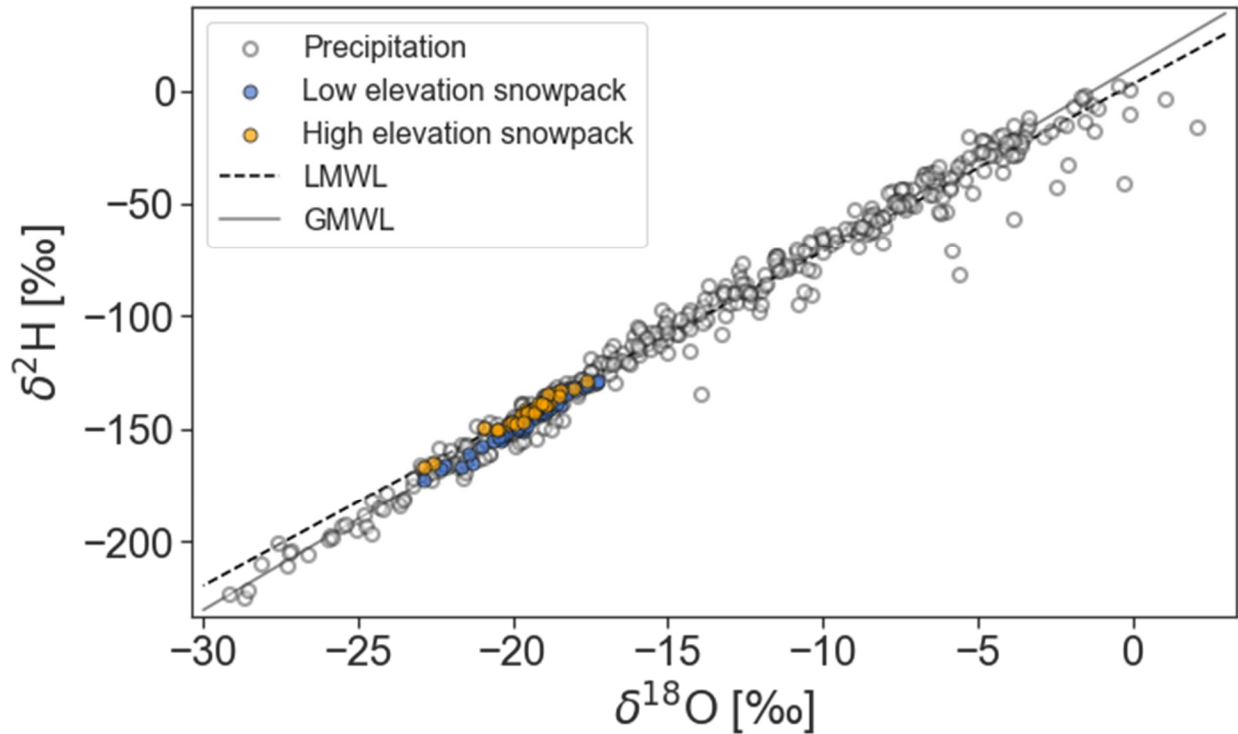 Precipitation
Low elevation snowpack
High elevation snowpack
LMWL
GMWL
0
−50
−100
−150
−200
δ²H [‰]
−30
−25
−20
−15
−10
−5
0
δ¹⁸O [‰]